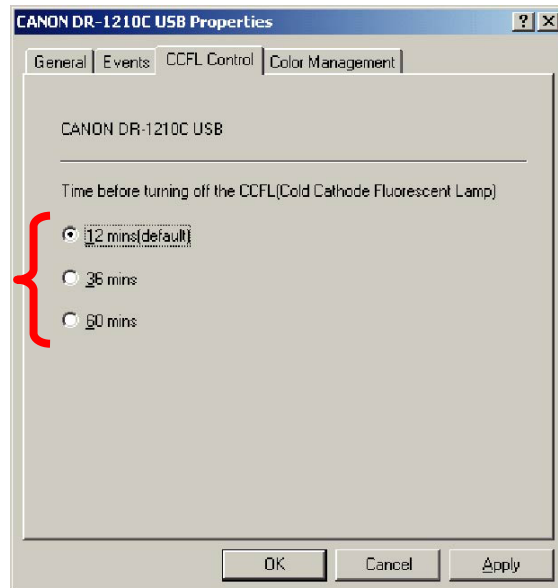 CANON DR-1210C USB Properties
General Events CCFL Control Color Management
CANON DR-1210C USB
Time before turning off the CCFL(Cold Cathode Fluorescent Lamp)
12 mins(default)
36 mins
60 mins
OK Cancel Apply